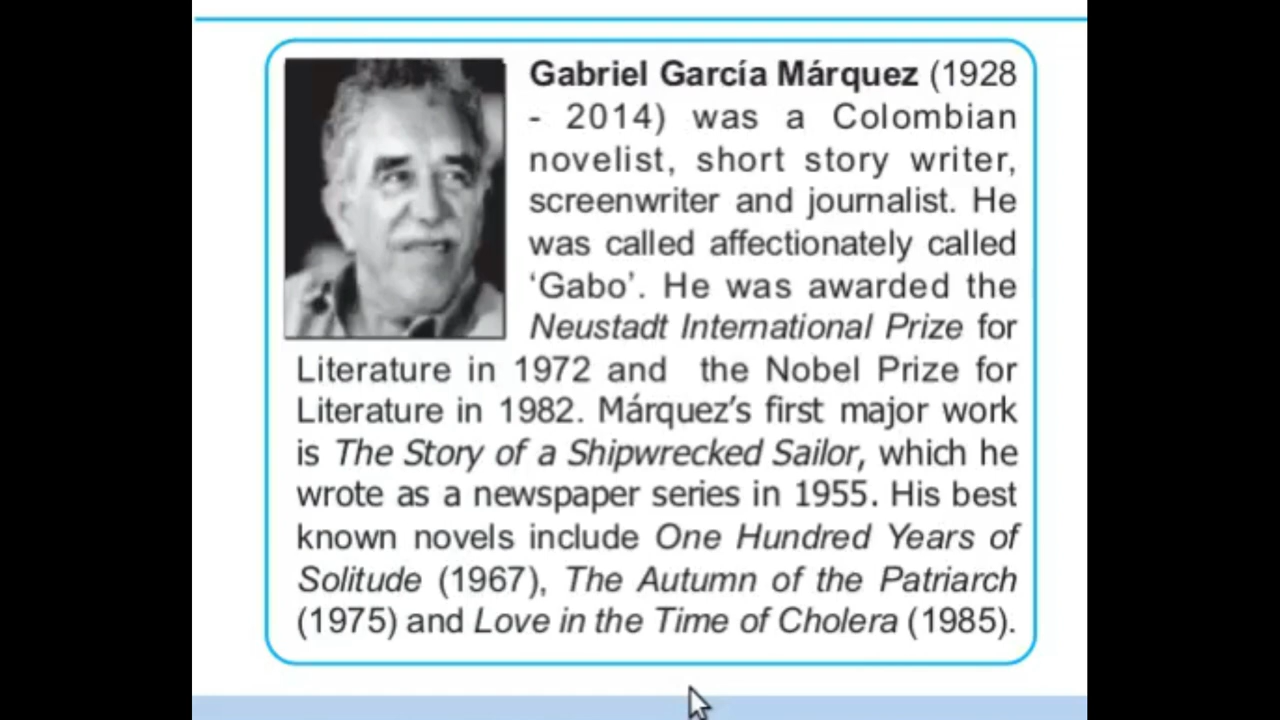 Gabriel García Márquez (1928
- 2014) was a Colombian
novelist, short story writer,
screenwriter and journalist. He
was called affectionately called
‘Gabo’. He was awarded the
Neustadt International Prize for
Literature in 1972 and the Nobel Prize for
Literature in 1982. Márquez’s first major work
is The Story of a Shipwrecked Sailor, which he
wrote as a newspaper series in 1955. His best
known novels include One Hundred Years of
Solitude (1967), The Autumn of the Patriarch
(1975) and Love in the Time of Cholera (1985).